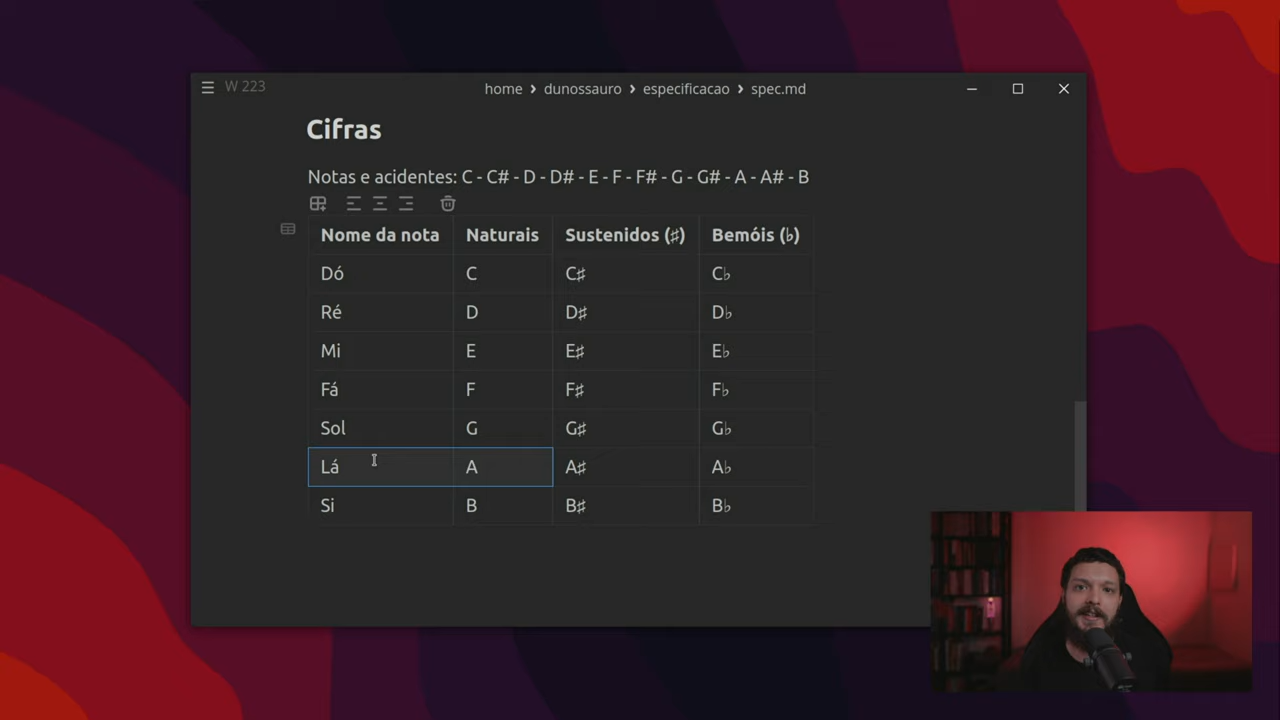 W 223
home › dunossauro › especificacao › spec.md
Cifras
Notas e acidentes: C - C# - D - D# - E - F - F# - G - G# - A - A# - B
Nome da nota Naturais Sustenidos (♯) Bemóis (♭)
Dó C C♯ C♭
Ré D D♯ D♭
Mi E E♯ E♭
Fá F F♯ F♭
Sol G G♯ G♭
Lá A A♯ A♭
Si B B♯ B♭